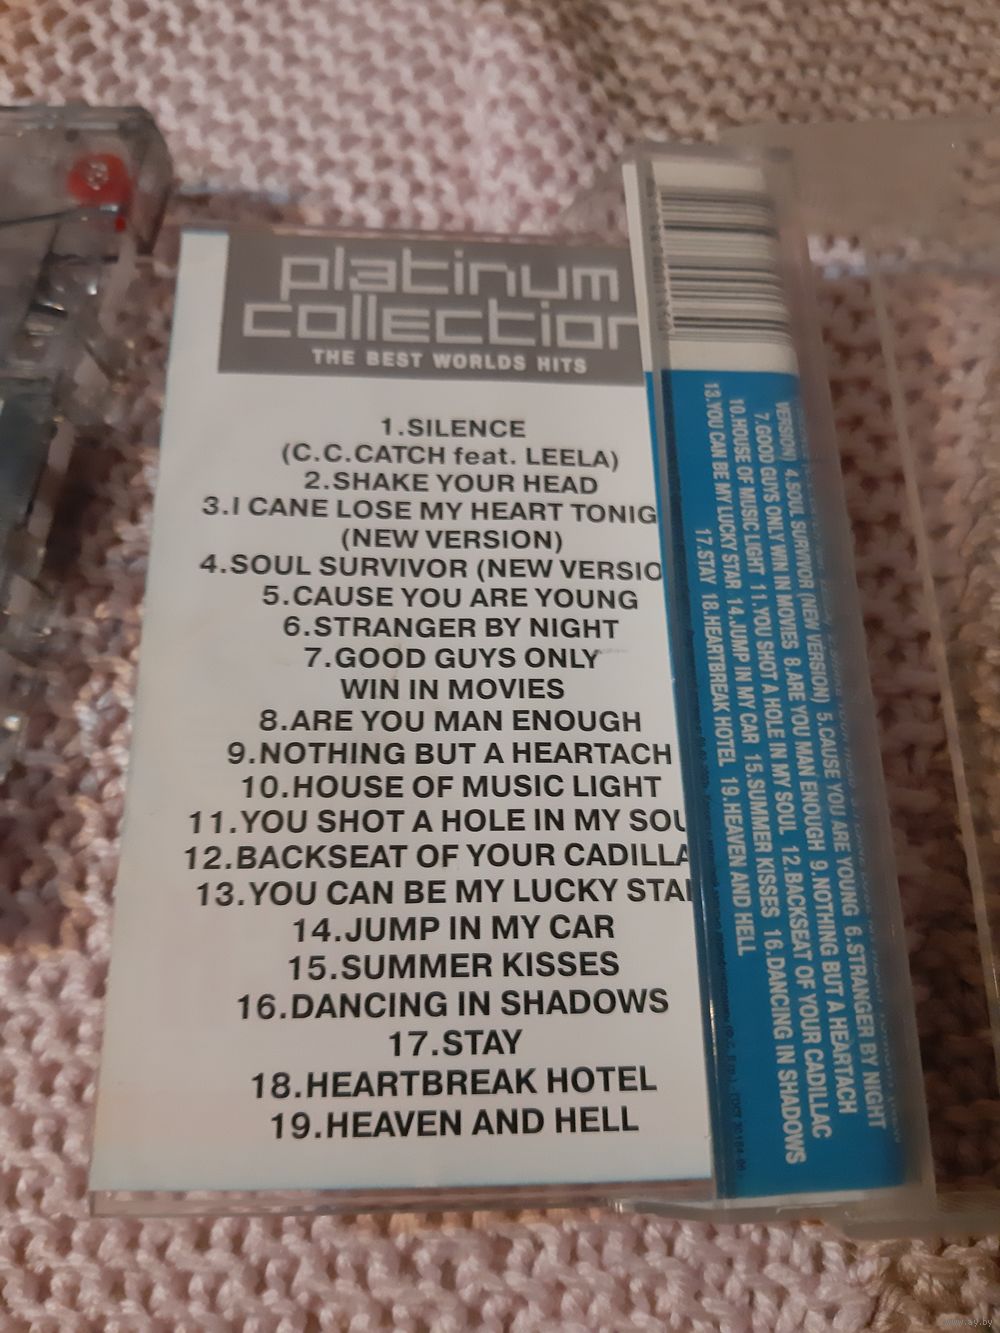 platinum
collection
THE BEST WORLDS HITS
1.SILENCE
(C.C.CATCH feat. LEELA)
2.SHAKE YOUR HEAD
3.I CANE LOSE MY HEART TONIG
(NEW VERSION)
4.SOUL SURVIVOR (NEW VERSIO
5.CAUSE YOU ARE YOUNG
6.STRANGER BY NIGHT
7.GOOD GUYS ONLY
WIN IN MOVIES
8.ARE YOU MAN ENOUGH
9.NOTHING BUT A HEARTACH
10.HOUSE OF MUSIC LIGHT
11.YOU SHOT A HOLE IN MY SOU
12.BACKSEAT OF YOUR CADILLA
13.YOU CAN BE MY LUCKY STA
14.JUMP IN MY CAR
15.SUMMER KISSES
16.DANCING IN SHADOWS
17.STAY
18.HEARTBREAK HOTEL
19.HEAVEN AND HELL
VERSION) 4.SOUL SURVIVOR (NEW VERSION) 5.CAUSE YOU ARE YOUNG 6.STRANGER BY NIGHT
7.GOOD GUYS ONLY WIN IN MOVIES 8.ARE YOU MAN ENOUGH 9.NOTHING BUT A HEARTACH
10.HOUSE OF MUSIC LIGHT 11.YOU SHOT A HOLE IN MY SOUL 12.BACKSEAT OF YOUR CADILLAC
13.YOU CAN BE MY LUCKY STAR 14.JUMP IN MY CAR 15.SUMMER KISSES 16.DANCING IN SHADOWS
17.STAY 18.HEARTBREAK HOTEL 19.HEAVEN AND HELL
www.ay.by